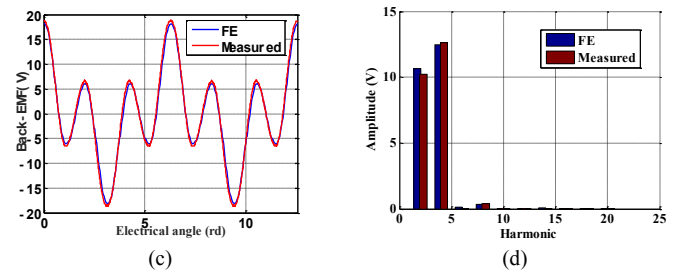 20
15
10
5
0
- 5
- 10
- 15
- 20
Back- EMF( V)
FE
Measured
0 5 10
Electrical angle (rd)
(c)
15
10
5
0
Amplitude (V)
FE
Measured
0 5 10 15 20 25
Harmonic
(d)